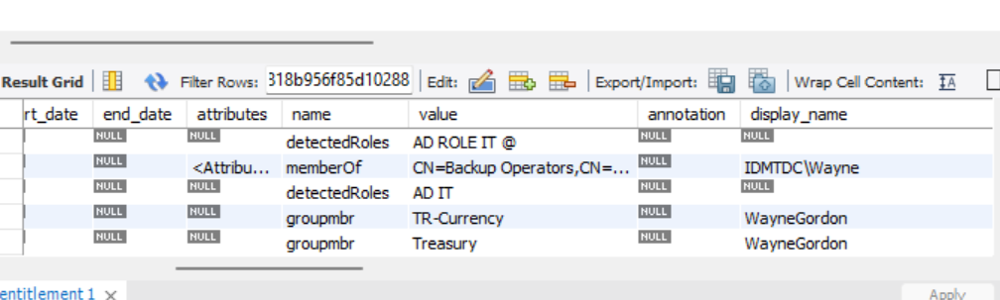 Result Grid Filter Rows: 318b956f85d10288 Edit: Export/Import: Wrap Cell Content:
rt_date end_date attributes name value annotation display_name
NULL NULL detectedRoles AD ROLE IT @ NULL NULL
NULL <Attribu... memberOf CN=Backup Operators,CN=... NULL IDMTDC\Wayne
NULL NULL detectedRoles AD IT NULL NULL
NULL NULL groupmbr TR-Currency NULL WayneGordon
NULL NULL groupmbr Treasury NULL WayneGordon
entitlement 1 Apply